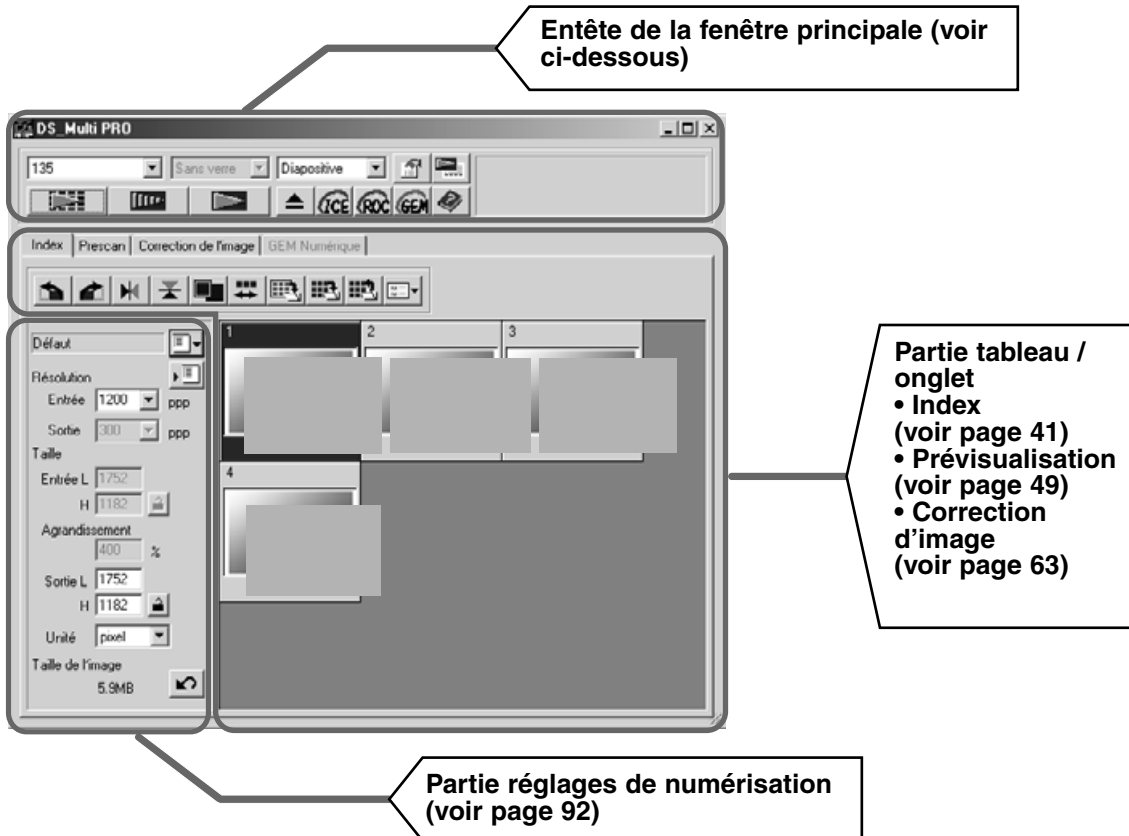 Entête de la fenêtre principale (voir
ci-dessous)
DS_Multi PRO
135
Sans verre
Diapositive
ICE
ROC
GEM
Index
Prescan
Correction de l'image
GEM Numérique
Défaut
Résolution
Entrée 1200 ppp
Sortie 300 ppp
Taille
Entrée L 1752
H 1182
Agrandissement
400 %
Sortie L 1752
H 1182
Unité pixel
Taille de l'image
5.9MB
1
2
3
4
Partie tableau /
onglet
• Index
(voir page 41)
• Prévisualisation
(voir page 49)
• Correction
d'image
(voir page 63)
Partie réglages de numérisation
(voir page 92)